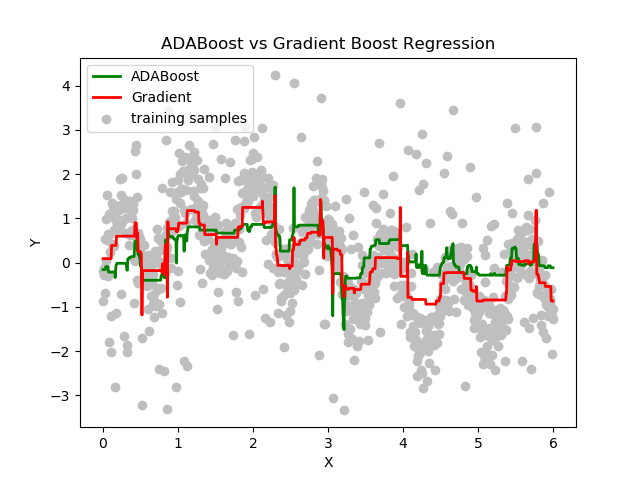 ADABoost vs Gradient Boost Regression
ADABoost
Gradient
training samples
Y
4
3
2
1
0
−1
−2
−3
0 1 2 3 4 5 6
X